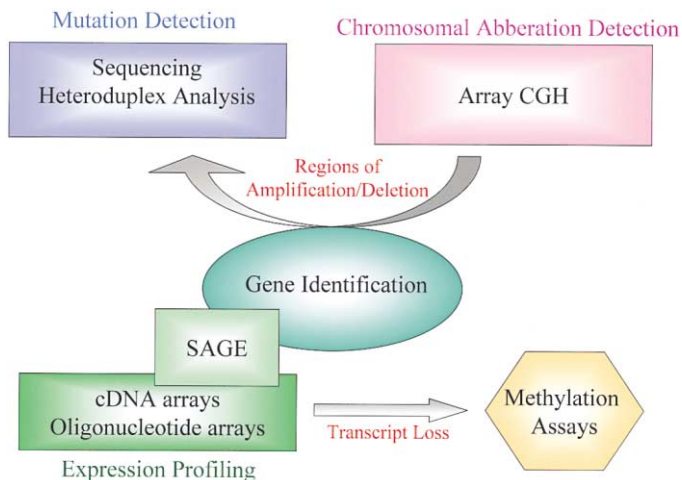 Mutation Detection
Chromosomal Abberation Detection
Sequencing
Heteroduplex Analysis
Array CGH
Regions of
Amplification/Deletion
Gene Identification
SAGE
cDNA arrays
Oligonucleotide arrays
Transcript Loss
Methylation
Assays
Expression Profiling